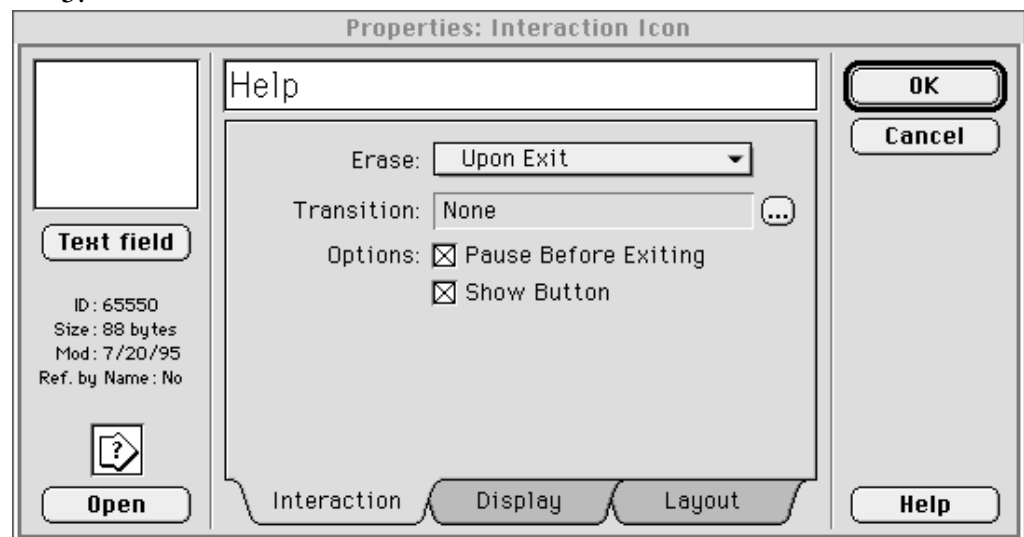 Properties: Interaction Icon
Help
OK
Cancel
Erase: Upon Exit
Transition: None ...
Options: Pause Before Exiting
Show Button
Text field
ID: 65550
Size: 88 bytes
Mod: 7/20/95
Ref. by Name: No
?
Open
Interaction Display Layout
Help